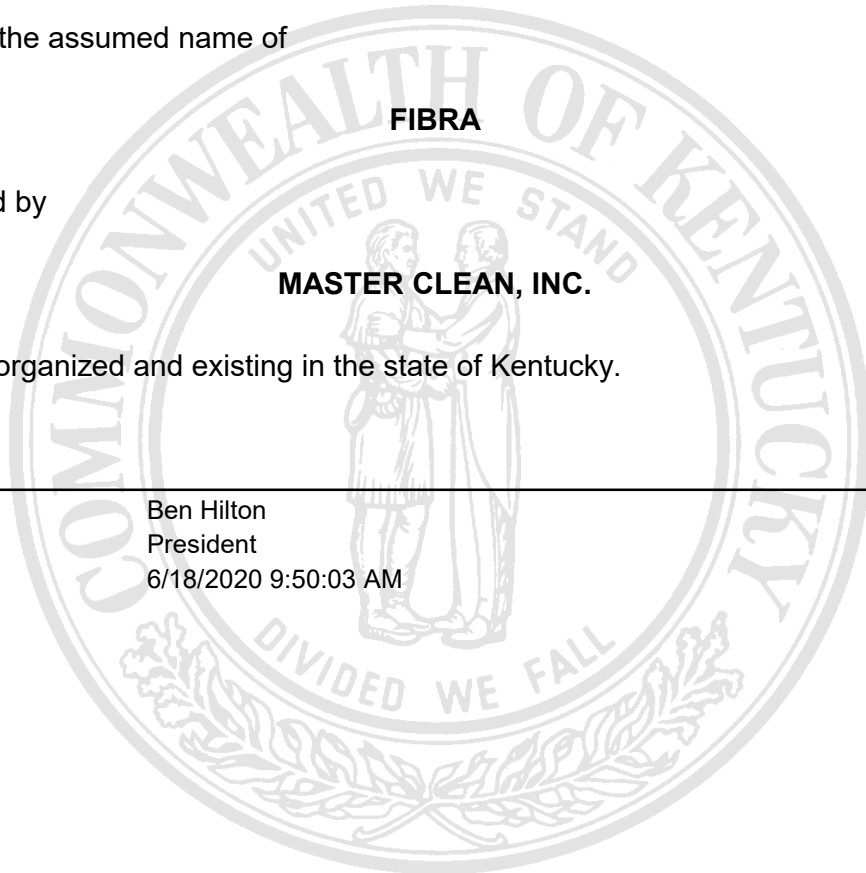 the assumed name of
FIBRA
d by
MASTER CLEAN, INC.
organized and existing in the state of Kentucky.
Ben Hilton
President
6/18/2020 9:50:03 AM
COMMONWEALTH OF KENTUCKY
UNITED WE STAND
DIVIDED WE FALL